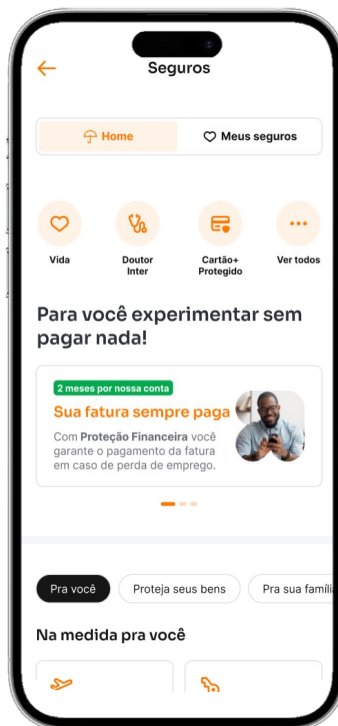 Seguros
Home
Meus seguros
Vida
Doutor
Inter
Cartão+
Protegido
Ver todos
Para você experimentar sem
pagar nada!
2 meses por nossa conta
Sua fatura sempre paga
Com Proteção Financeira você
garante o pagamento da fatura
em caso de perda de emprego.
Pra você
Proteja seus bens
Pra sua famíli
Na medida pra você